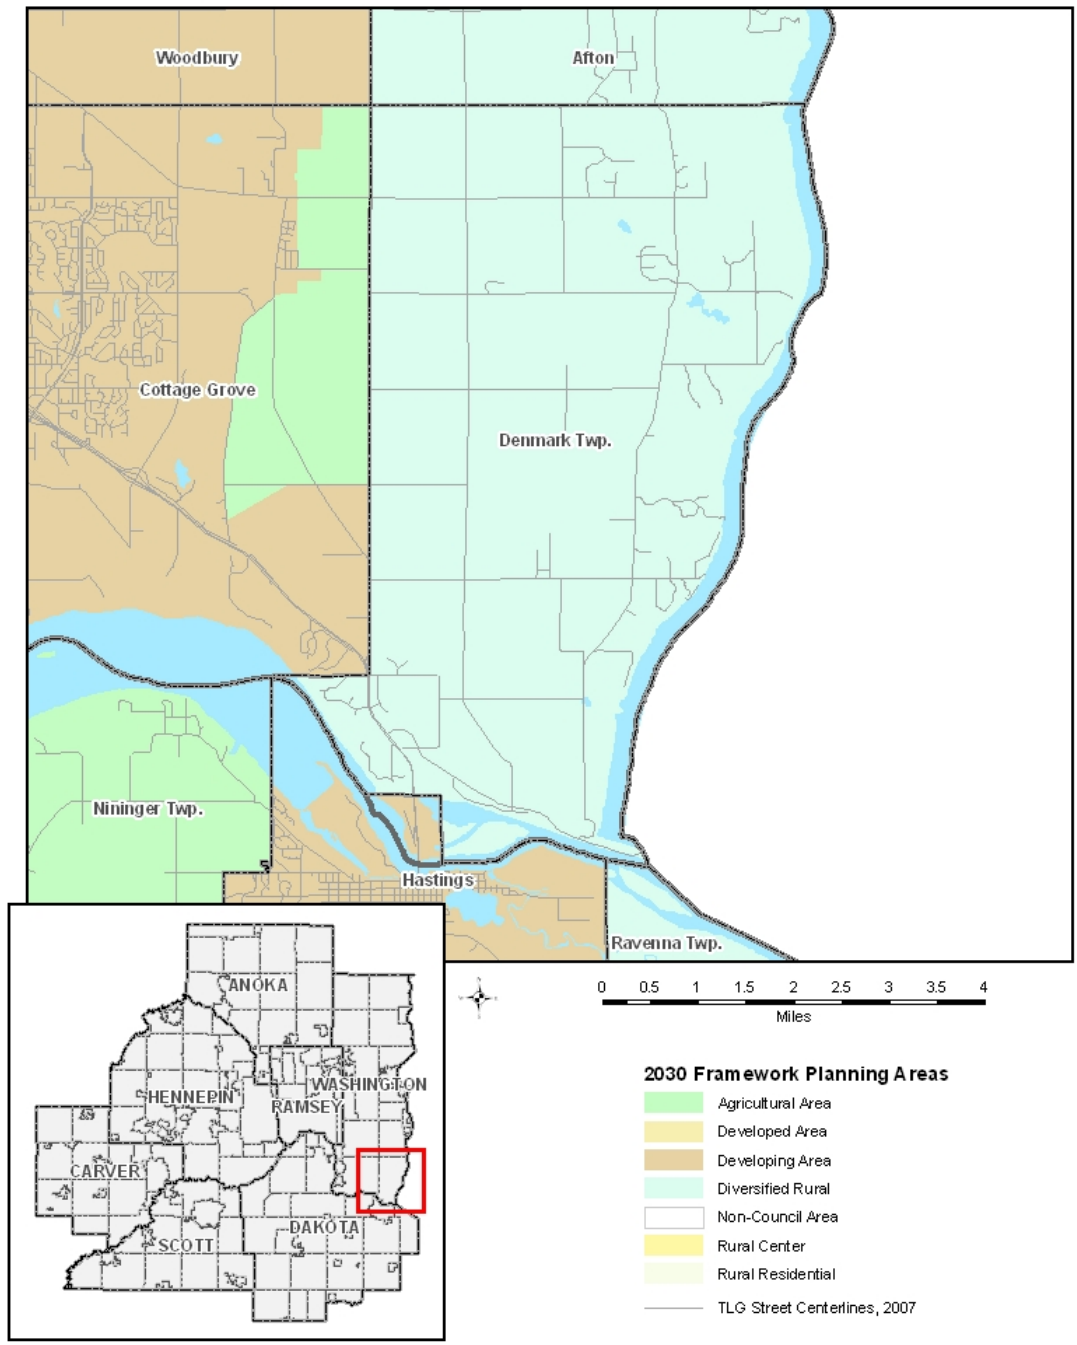 Woodbury
Afton
Cottage Grove
Denmark Twp.
Nininger Twp.
Hastings
Ravenna Twp.
ANOKA
HENNEPIN
WASHINGTON
RAMSEY
CARVER
DAKOTA
SCOTT
0 0.5 1 1.5 2 2.5 3 3.5 4
Miles
2030 Framework Planning Areas
Agricultural Area
Developed Area
Developing Area
Diversified Rural
Non-Council Area
Rural Center
Rural Residential
TLG Street Centerlines, 2007